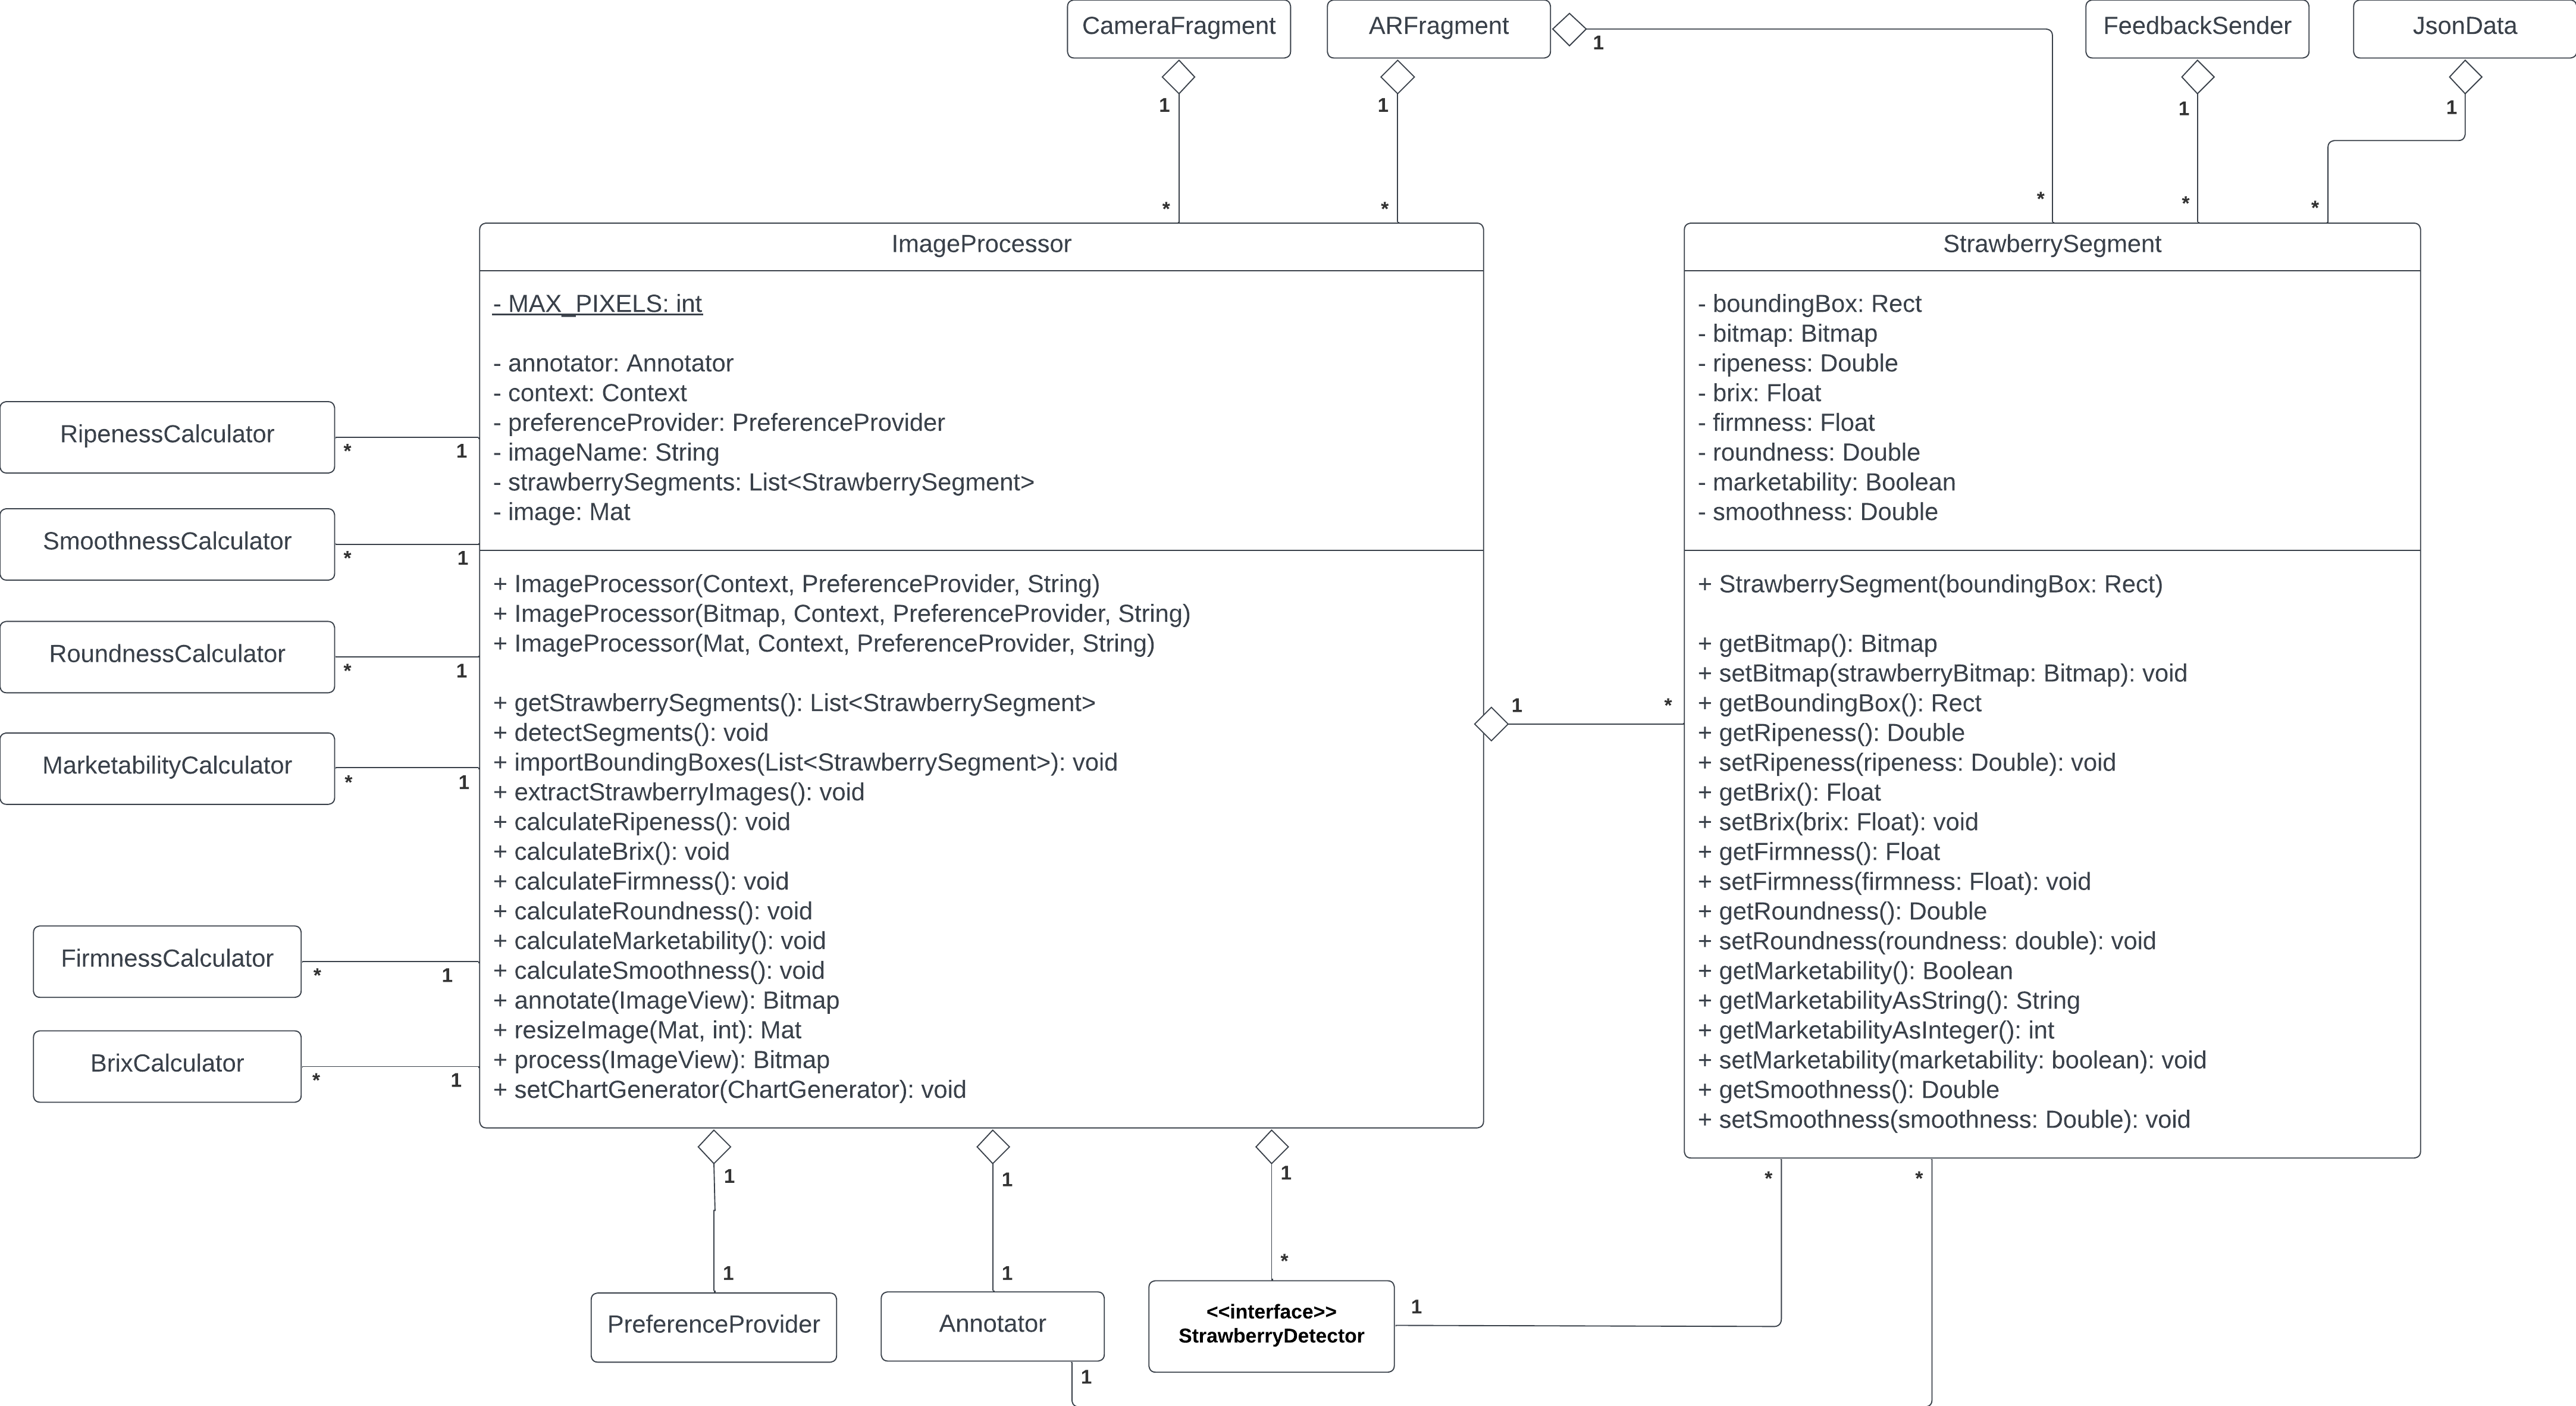 CameraFragment
ARFragment
FeedbackSender
JsonData
1
1
1
1
1
*
*
*
*
*
ImageProcessor
- MAX_PIXELS: int
- annotator: Annotator
- context: Context
- preferenceProvider: PreferenceProvider
- imageName: String
- strawberrySegments: List<StrawberrySegment>
- image: Mat
+ ImageProcessor(Context, PreferenceProvider, String)
+ ImageProcessor(Bitmap, Context, PreferenceProvider, String)
+ ImageProcessor(Mat, Context, PreferenceProvider, String)
+ getStrawberrySegments(): List<StrawberrySegment>
+ detectSegments(): void
+ importBoundingBoxes(List<StrawberrySegment>): void
+ extractStrawberryImages(): void
+ calculateRipeness(): void
+ calculateBrix(): void
+ calculateFirmness(): void
+ calculateRoundness(): void
+ calculateMarketability(): void
+ calculateSmoothness(): void
+ annotate(ImageView): Bitmap
+ resizeImage(Mat, int): Mat
+ process(ImageView): Bitmap
+ setChartGenerator(ChartGenerator): void
StrawberrySegment
- boundingBox: Rect
- bitmap: Bitmap
- ripeness: Double
- brix: Float
- firmness: Float
- roundness: Double
- marketability: Boolean
- smoothness: Double
+ StrawberrySegment(boundingBox: Rect)
+ getBitmap(): Bitmap
+ setBitmap(strawberryBitmap: Bitmap): void
+ getBoundingBox(): Rect
+ getRipeness(): Double
+ setRipeness(ripeness: Double): void
+ getBrix(): Float
+ setBrix(brix: Float): void
+ getFirmness(): Float
+ setFirmness(firmness: Float): void
+ getRoundness(): Double
+ setRoundness(roundness: double): void
+ getMarketability(): Boolean
+ getMarketabilityAsString(): String
+ getMarketabilityAsInteger(): int
+ setMarketability(marketability: boolean): void
+ getSmoothness(): Double
+ setSmoothness(smoothness: Double): void
RipenessCalculator
* 1
SmoothnessCalculator
* 1
RoundnessCalculator
* 1
MarketabilityCalculator
* 1
FirmnessCalculator
* 1
BrixCalculator
* 1
1 *
1
1
1
*
*
1
1
*
PreferenceProvider
Annotator
<<interface>>
StrawberryDetector
1
1